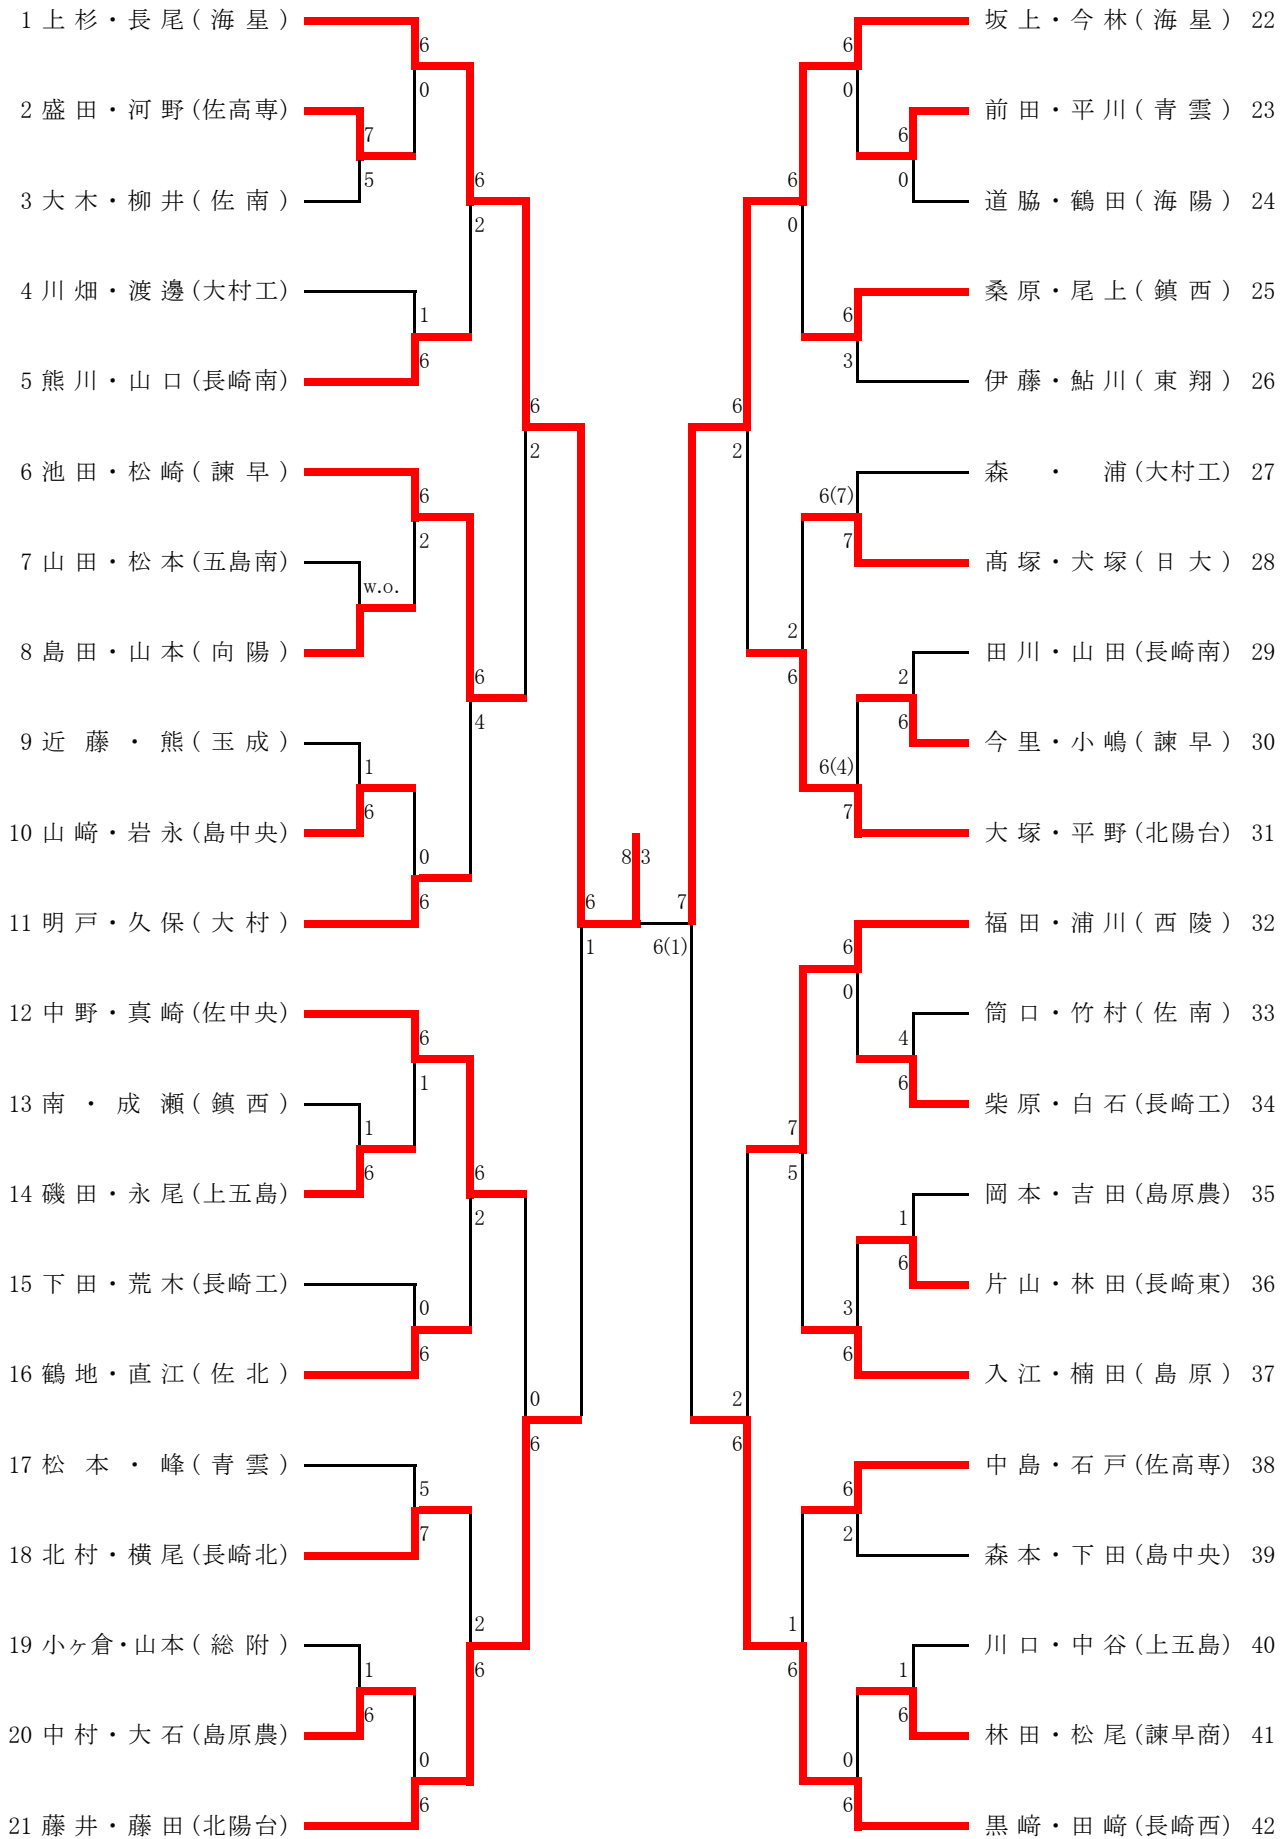 1 上杉・長尾(海星)
6
0
2 盛田・河野(佐高専)
7
5
3 大木・柳井(佐南)
6
2
4 川畑・渡邊(大村工)
1
6
5 熊川・山口(長崎南)
6
2
6 池田・松崎(諫早)
6
2
7 山田・松本(五島南)
w.o.
8 島田・山本(向陽)
6
4
9 近藤・熊(玉成)
1
6
10 山﨑・岩永(島中央)
0
6
11 明戸・久保(大村)
6
1
12 中野・真崎(佐中央)
6
1
13 南・成瀬(鎮西)
1
6
14 磯田・永尾(上五島)
6
2
15 下田・荒木(長崎工)
0
6
16 鶴地・直江(佐北)
0
6
17 松本・峰(青雲)
5
7
18 北村・横尾(長崎北)
2
6
19 小ヶ倉・山本(総附)
1
6
20 中村・大石(島原農)
0
6
21 藤井・藤田(北陽台)
8 3
坂上・今林(海星) 22
6
0
前田・平川(青雲) 23
6
0
道脇・鶴田(海陽) 24
6
0
桑原・尾上(鎮西) 25
6
3
伊藤・鮎川(東翔) 26
6
2
森・浦(大村工) 27
6(7)
7
髙塚・犬塚(日大) 28
2
6
田川・山田(長崎南) 29
2
6
今里・小嶋(諫早) 30
6(4)
7
大塚・平野(北陽台) 31
7
6(1)
福田・浦川(西陵) 32
6
0
筒口・竹村(佐南) 33
4
6
柴原・白石(長崎工) 34
7
5
岡本・吉田(島原農) 35
1
6
片山・林田(長崎東) 36
3
6
入江・楠田(島原) 37
2
6
中島・石戸(佐高専) 38
6
2
森本・下田(島中央) 39
1
6
川口・中谷(上五島) 40
1
6
林田・松尾(諫早商) 41
0
6
黒﨑・田﨑(長崎西) 42